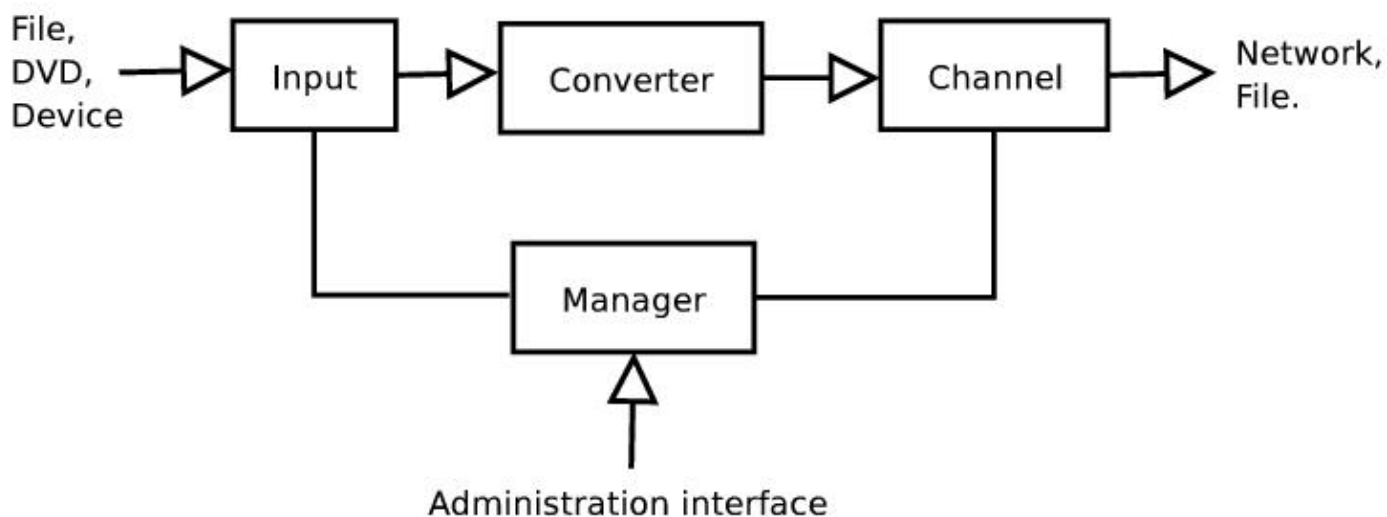 File,
DVD,
Device
Input
Converter
Channel
Network,
File.
Manager
Administration interface